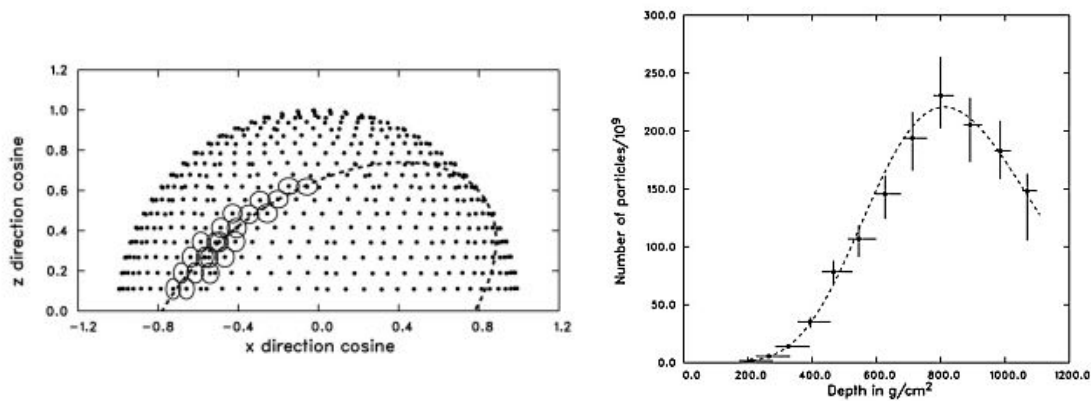 1.2
1.0
0.8
0.6
0.4
0.2
0.0
z direction cosine
−1.2 −0.8 −0.4 0.0 0.4 0.8 1.2
x direction cosine
300.0
250.0
200.0
150.0
100.0
50.0
0.0
Number of particles/10⁹
0.0 200.0 400.0 600.0 800.0 1000.0 1200.0
Depth in g/cm²